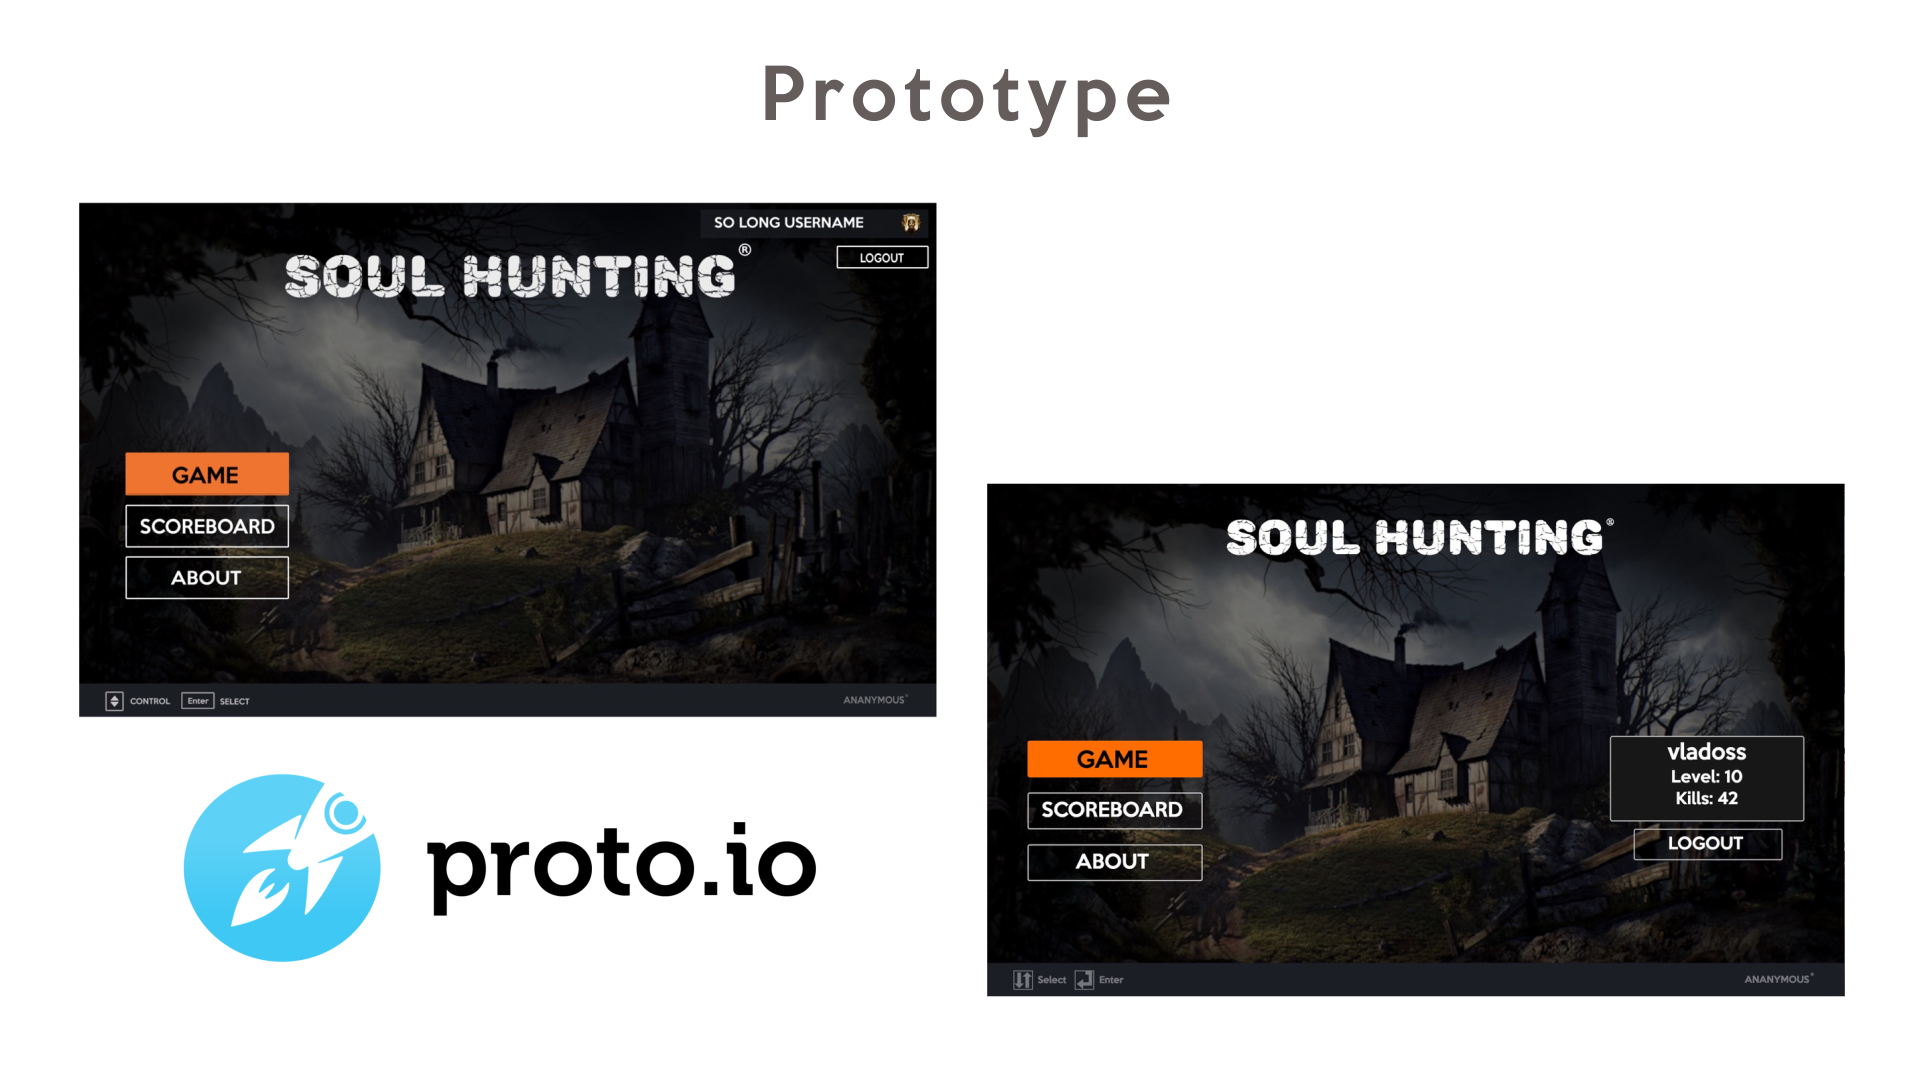 Prototype
SO LONG USERNAME
LOGOUT
SOUL HUNTING®
GAME
SCOREBOARD
ABOUT
CONTROL Enter SELECT
ANANYMOUS°
proto.io
SOUL HUNTING®
GAME
SCOREBOARD
ABOUT
vladoss
Level: 10
Kills: 42
LOGOUT
Select Enter
ANANYMOUS°